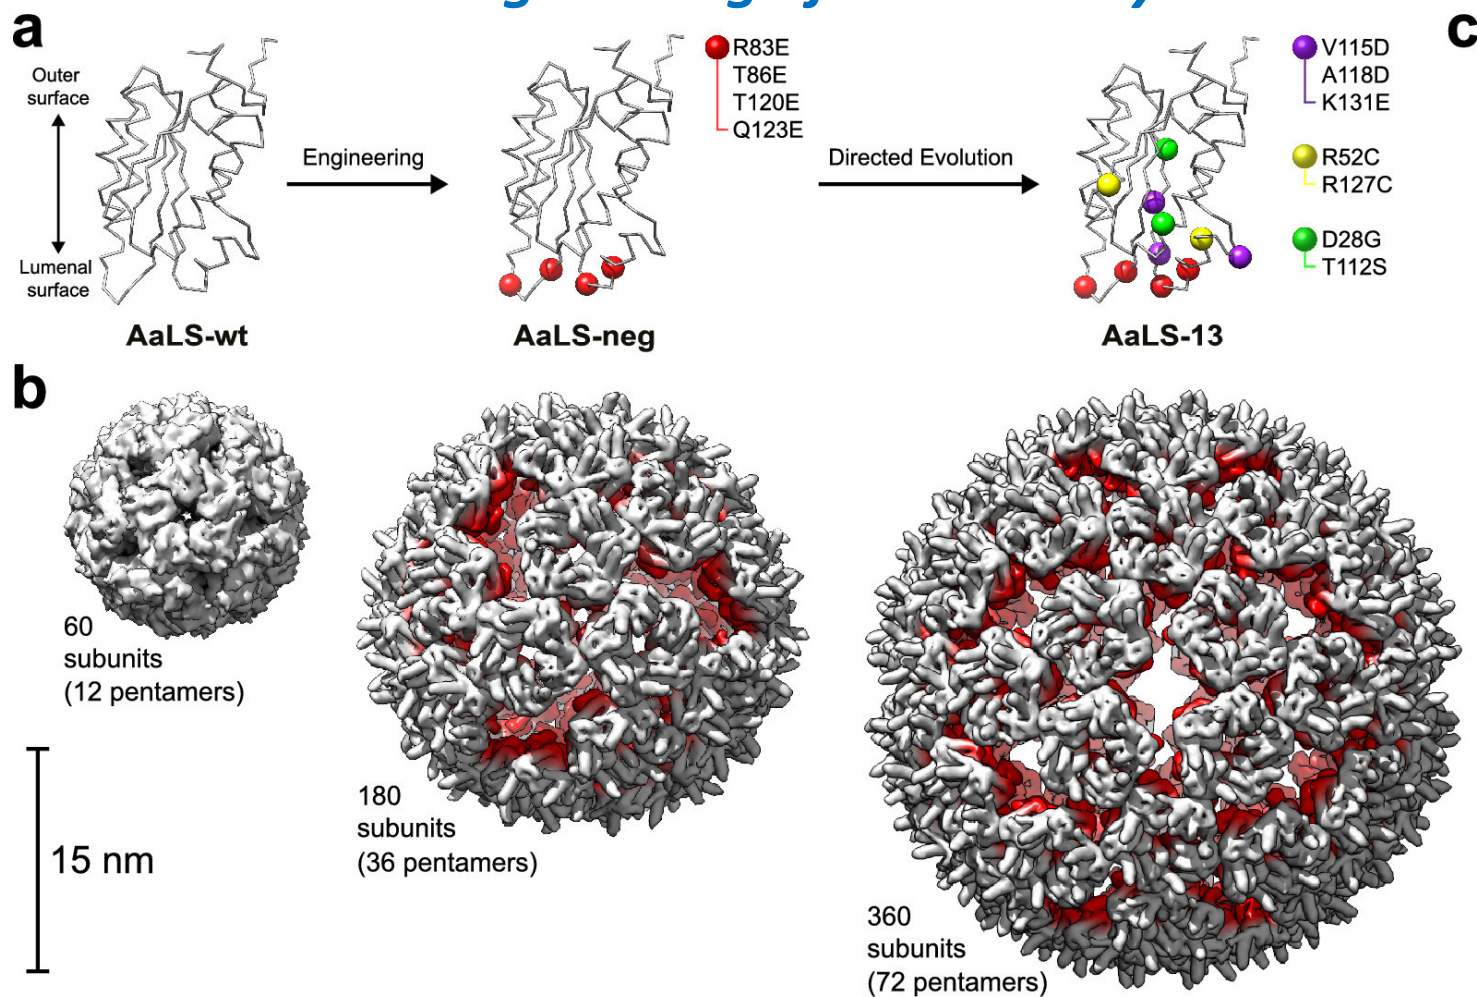 a
c
Outer
surface
Lumenal
surface
Engineering
R83E
T86E
T120E
Q123E
Directed Evolution
V115D
A118D
K131E
R52C
R127C
D28G
T112S
AaLS-wt
AaLS-neg
AaLS-13
b
60
subunits
(12 pentamers)
180
subunits
(36 pentamers)
360
subunits
(72 pentamers)
15 nm